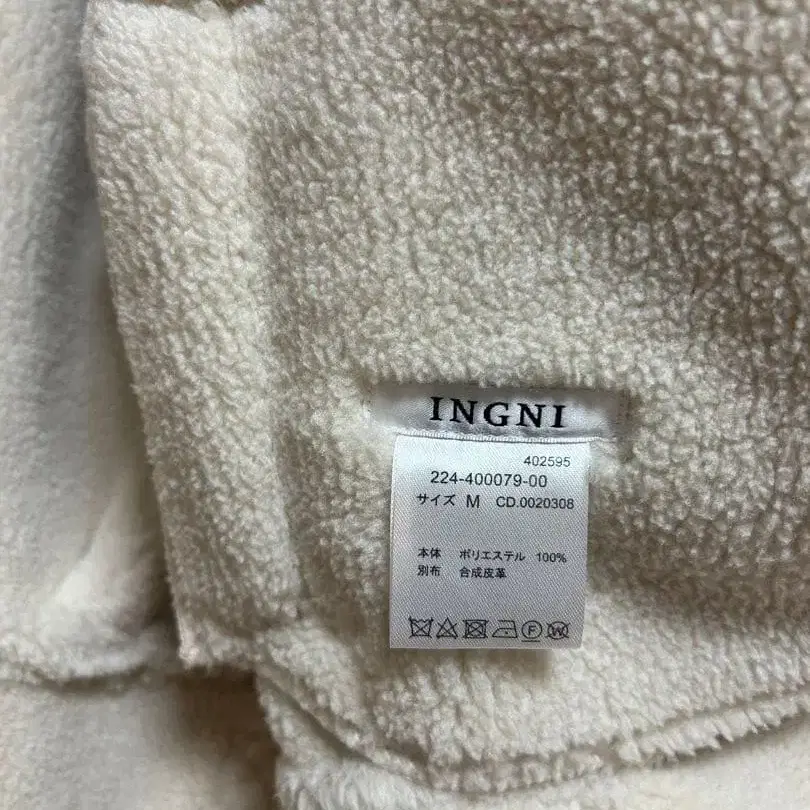 INGNI
402595
224-400079-00
サイズ M CD.0020308
本体 ポリエステル 100%
別布 合成皮革
F W